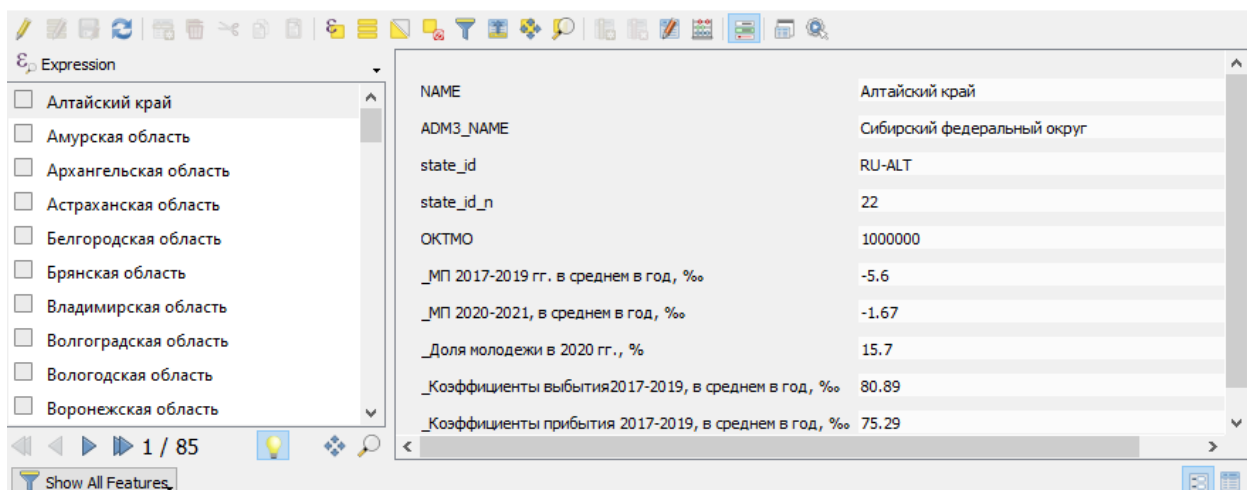 Expression
Алтайский край
Амурская область
Архангельская область
Астраханская область
Белгородская область
Брянская область
Владимирская область
Волгоградская область
Вологодская область
Воронежская область
1 / 85
Show All Features
NAME Алтайский край
ADM3_NAME Сибирский федеральный округ
state_id RU-ALT
state_id_n 22
ОКТМО 1000000
_МП 2017-2019 гг. в среднем в год, ‰ -5.6
_МП 2020-2021, в среднем в год, ‰ -1.67
_Доля молодежи в 2020 гг., % 15.7
_Коэффициенты выбытия2017-2019, в среднем в год, ‰ 80.89
_Коэффициенты прибытия 2017-2019, в среднем в год, ‰ 75.29